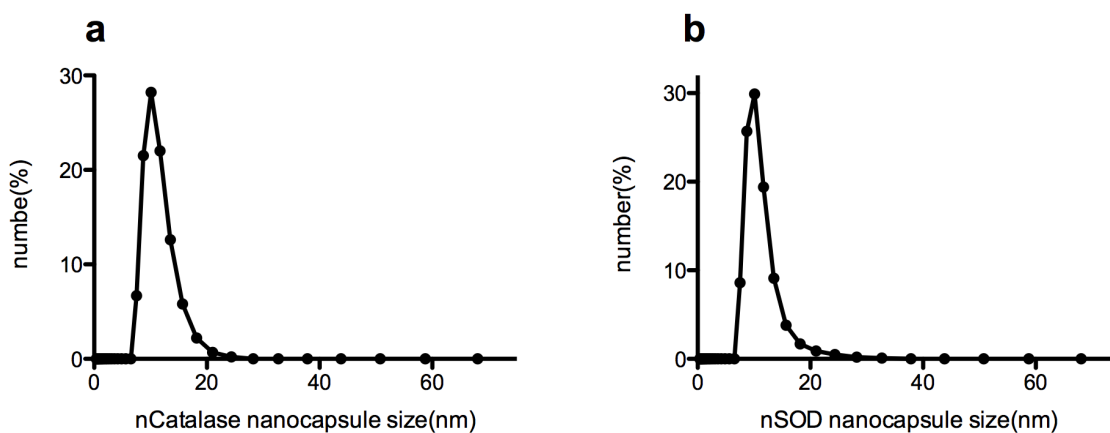 a
30
20
10
0
numbe(%)
0 20 40 60
nCatalase nanocapsule size(nm)
b
30
20
10
0
number(%)
0 20 40 60
nSOD nanocapsule size(nm)